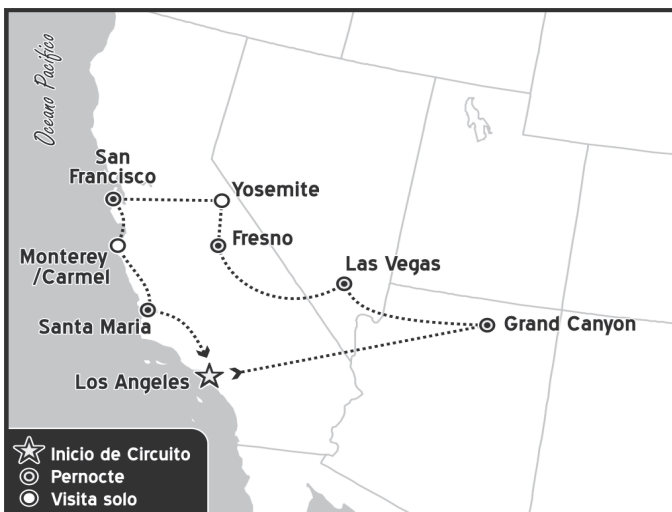 Oceano Pacífico
San
Francisco
Yosemite
Monterey
/Carmel
Fresno
Las Vegas
Santa Maria
Grand Canyon
Los Angeles
Inicio de Circuito
Pernocte
Visita solo